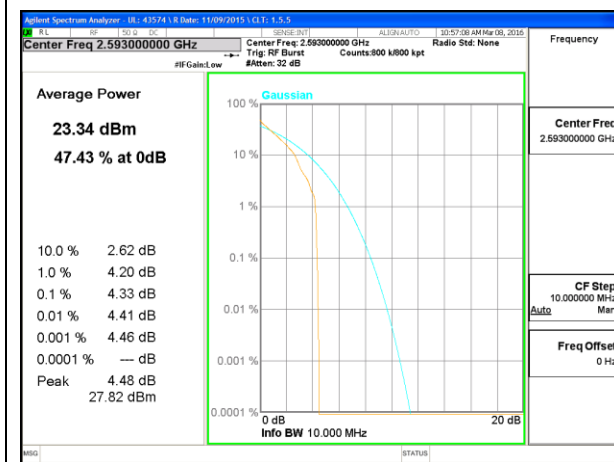 Agilent Spectrum Analyzer - UL: 43574 \ R Date: 11/09/2015 \ CLT: 1.5.5
RL RF 50 Ω DC SENSE:INT ALIGNAUTO 10:57:08 AM Mar 08, 2016
Center Freq 2.593000000 GHz
Center Freq: 2.593000000 GHz Radio Std: None
Trig: RF Burst Counts:800 k/800 kpt
#IFGain:Low #Atten: 32 dB
Frequency
Average Power
23.34 dBm
47.43 % at 0dB
10.0 % 2.62 dB
1.0 % 4.20 dB
0.1 % 4.33 dB
0.01 % 4.41 dB
0.001 % 4.46 dB
0.0001 % --- dB
Peak 4.48 dB
27.82 dBm
Gaussian
100 %
10 %
1 %
0.1 %
0.01 %
0.001 %
0.0001 %
0 dB 20 dB
Info BW 10.000 MHz
Center Freq
2.593000000 GHz
CF Step
10.000000 MHz
Auto Man
Freq Offset
0 Hz
MSG STATUS